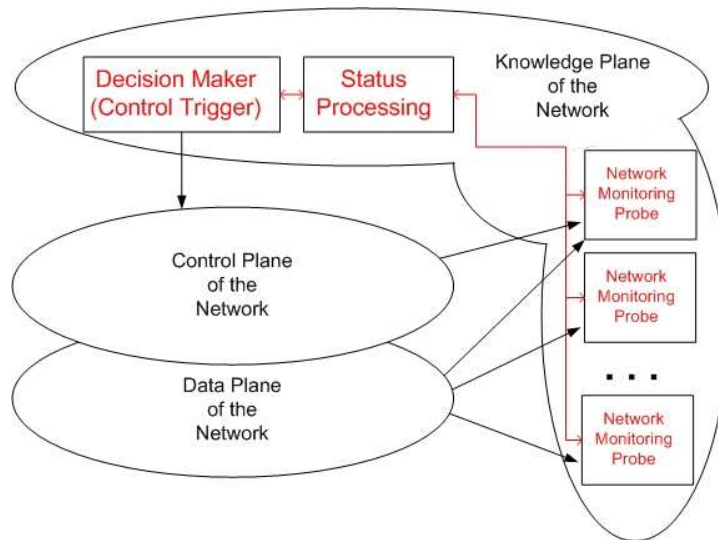 Decision Maker
(Control Trigger)
Status
Processing
Knowledge Plane
of the
Network
Network
Monitoring
Probe
Control Plane
of the
Network
Network
Monitoring
Probe
. . .
Data Plane
of the
Network
Network
Monitoring
Probe